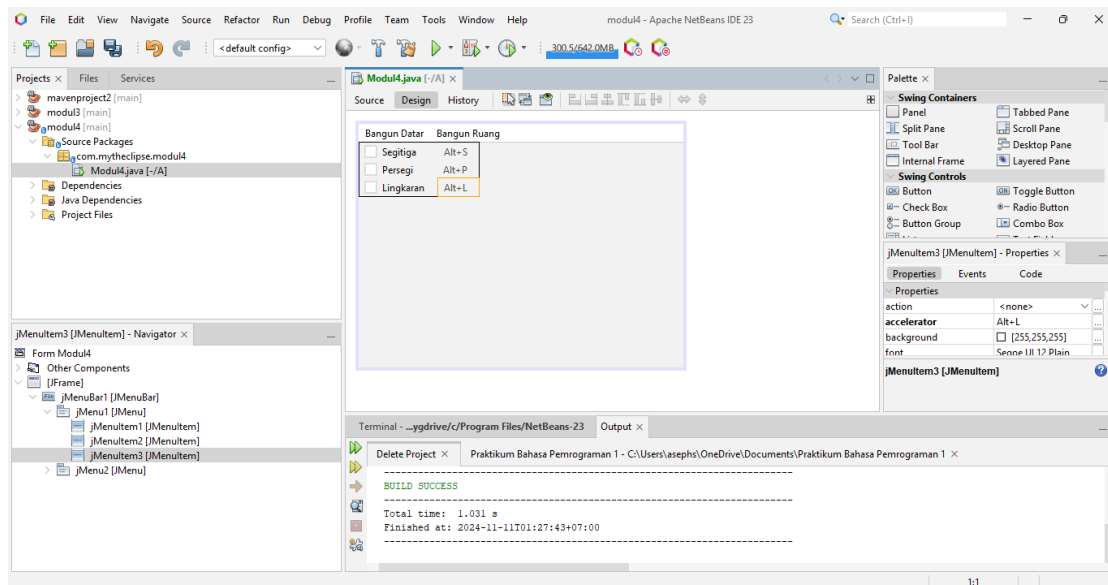 File Edit View Navigate Source Refactor Run Debug Profile Team Tools Window Help modul4 - Apache NetBeans IDE 23 Search (Ctrl+I)
<default config> 300.5/642.0MB
Projects Files Services
mavenproject2 [main]
modul3 [main]
modul4 [main]
Source Packages
com.mytheclipse.modul4
Modul4.java [-/A]
Dependencies
Java Dependencies
Project Files
jMenuItem3 [JMenuItem] - Navigator
Form Modul4
Other Components
[JFrame]
jMenuBar1 [JMenuBar]
jMenu1 [JMenu]
jMenuItem1 [JMenuItem]
jMenuItem2 [JMenuItem]
jMenuItem3 [JMenuItem]
jMenu2 [JMenu]
Modul4.java [-/A]
Source Design History
Bangun Datar Bangun Ruang
Segitiga Alt+S
Persegi Alt+P
Lingkaran Alt+L
Terminal - ...ygdrive/c/Program Files/NetBeans-23 Output
Delete Project Praktikum Bahasa Pemrograman 1 - C:\Users\asephs\OneDrive\Documents\Praktikum Bahasa Pemrograman 1
------------------------------------------------------------------------
BUILD SUCCESS
------------------------------------------------------------------------
Total time: 1.031 s
Finished at: 2024-11-11T01:27:43+07:00
------------------------------------------------------------------------
Palette
Swing Containers
Panel Tabbed Pane
Split Pane Scroll Pane
Tool Bar Desktop Pane
Internal Frame Layered Pane
Swing Controls
Button Toggle Button
Check Box Radio Button
Button Group Combo Box
jMenuItem3 [JMenuItem] - Properties
Properties Events Code
Properties
action <none>
accelerator Alt+L
background [255,255,255]
font Segoe UI 12 Plain
jMenuItem3 [JMenuItem]
1:1